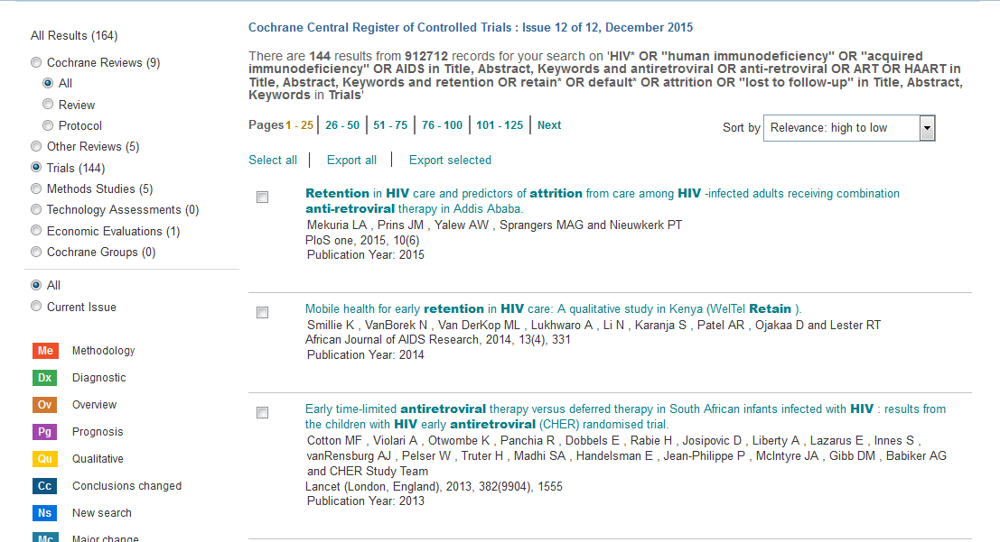 All Results (164)
Cochrane Reviews (9)
All
Review
Protocol
Other Reviews (5)
Trials (144)
Methods Studies (5)
Technology Assessments (0)
Economic Evaluations (1)
Cochrane Groups (0)
All
Current Issue
Me Methodology
Dx Diagnostic
Ov Overview
Pg Prognosis
Qu Qualitative
Cc Conclusions changed
Ns New search
Mc Major change
Cochrane Central Register of Controlled Trials : Issue 12 of 12, December 2015
There are 144 results from 912712 records for your search on 'HIV* OR "human immunodeficiency" OR "acquired
immunodeficiency" OR AIDS in Title, Abstract, Keywords and antiretroviral OR anti-retroviral OR ART OR HAART in
Title, Abstract, Keywords and retention OR retain* OR default* OR attrition OR "lost to follow-up" in Title, Abstract,
Keywords in Trials'
Pages 1 - 25 | 26 - 50 | 51 - 75 | 76 - 100 | 101 - 125 | Next
Sort by Relevance: high to low
Select all | Export all | Export selected
Retention in HIV care and predictors of attrition from care among HIV -infected adults receiving combination
anti-retroviral therapy in Addis Ababa.
Mekuria LA , Prins JM , Yalew AW , Sprangers MAG and Nieuwkerk PT
PloS one, 2015, 10(6)
Publication Year: 2015
Mobile health for early retention in HIV care: A qualitative study in Kenya (WelTel Retain ).
Smillie K , VanBorek N , Van DerKop ML , Lukhwaro A , Li N , Karanja S , Patel AR , Ojakaa D and Lester RT
African Journal of AIDS Research, 2014, 13(4), 331
Publication Year: 2014
Early time-limited antiretroviral therapy versus deferred therapy in South African infants infected with HIV : results from
the children with HIV early antiretroviral (CHER) randomised trial.
Cotton MF , Violari A , Otwombe K , Panchia R , Dobbels E , Rabie H , Josipovic D , Liberty A , Lazarus E , Innes S ,
vanRensburg AJ , Pelser W , Truter H , Madhi SA , Handelsman E , Jean-Philippe P , McIntyre JA , Gibb DM , Babiker AG
and CHER Study Team
Lancet (London, England), 2013, 382(9904), 1555
Publication Year: 2013